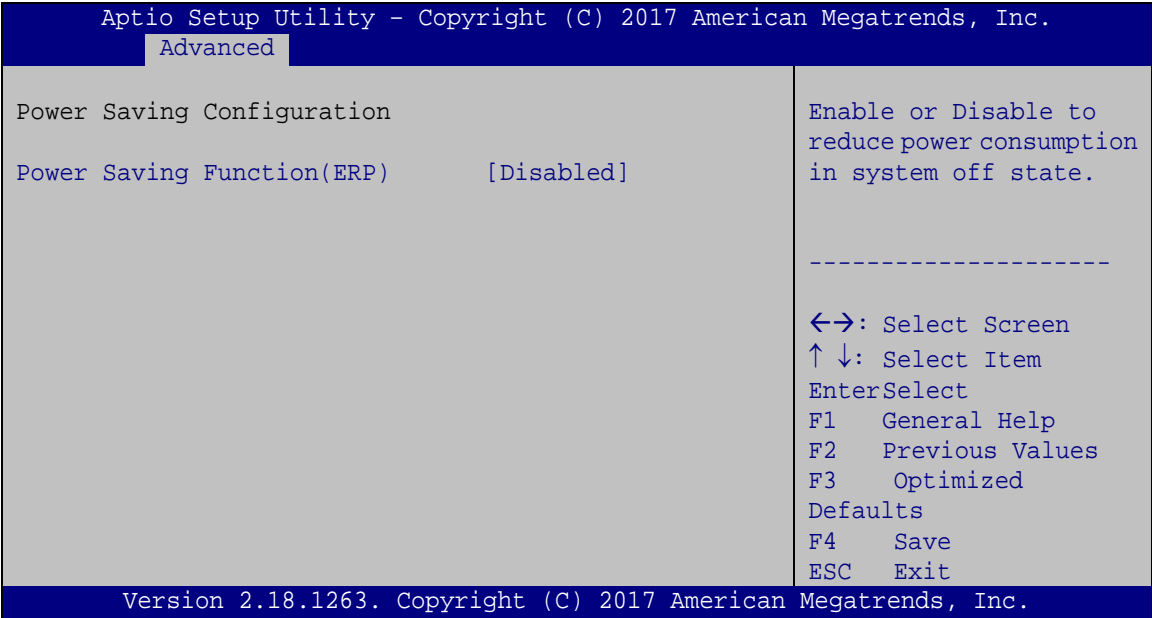 Aptio Setup Utility – Copyright (C) 2017 American Megatrends, Inc.
Advanced
Power Saving Configuration
Power Saving Function(ERP) [Disabled]
Enable or Disable to
reduce power consumption
in system off state.
---------------------
←→: Select Screen
↑ ↓: Select Item
EnterSelect
F1 General Help
F2 Previous Values
F3 Optimized
Defaults
F4 Save
ESC Exit
Version 2.18.1263. Copyright (C) 2017 American Megatrends, Inc.